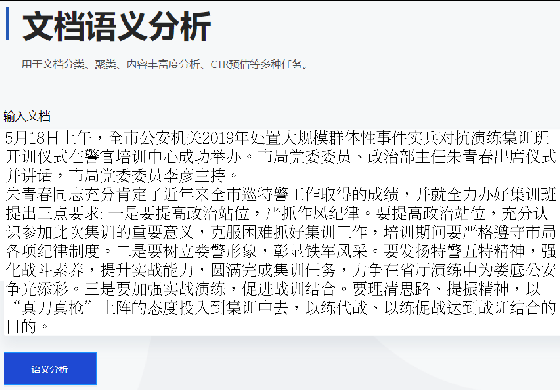 文档语义分析
用于文档分类、聚类、内容丰富度分析、CTR预估等多种任务。
输入文档
5月18日上午，全市公安机关2019年处置大规模群体性事件实兵对抗演练集训班
开训仪式在警官培训中心成功举办。市局党委委员、政治部主任朱青春出席仪式
并讲话，市局党委委员李彦主持。
朱青春同志充分肯定了近年来全市巡特警工作取得的成绩，并就全力办好集训班
提出三点要求: 一是要提高政治站位，严抓作风纪律。要提高政治站位，充分认
识参加此次集训的重要意义，克服困难抓好集训工作，培训期间要严格遵守市局
各项纪律制度。二是要树立娄警形象，彰显铁军风采。要发扬特警五特精神，强
化战斗素养，提升实战能力，圆满完成集训任务，力争在省厅演练中为娄底公安
争光添彩。三是要加强实战演练，促进战训结合。要理清思路、提振精神，以
“真刀真枪”上阵的态度投入到集训中去，以练代战、以练促战达到战训结合的
目的。
语义分析